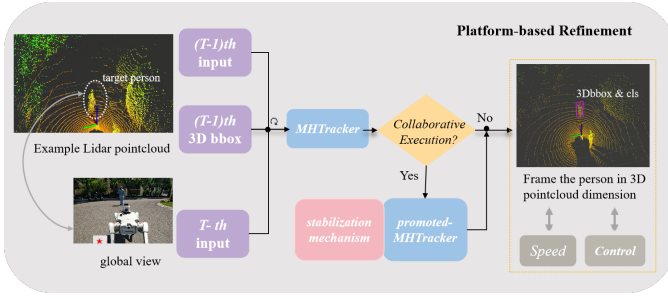 Platform-based Refinement
target person
Example Lidar pointcloud
global view
(T-1)th
input
(T-1)th
3D bbox
T- th
input
MHTracker
Collaborative
Execution?
No
Yes
stabilization
mechanism
promoted-
MHTracker
3Dbbox & cls
Frame the person in 3D
pointcloud dimension
Speed
Control